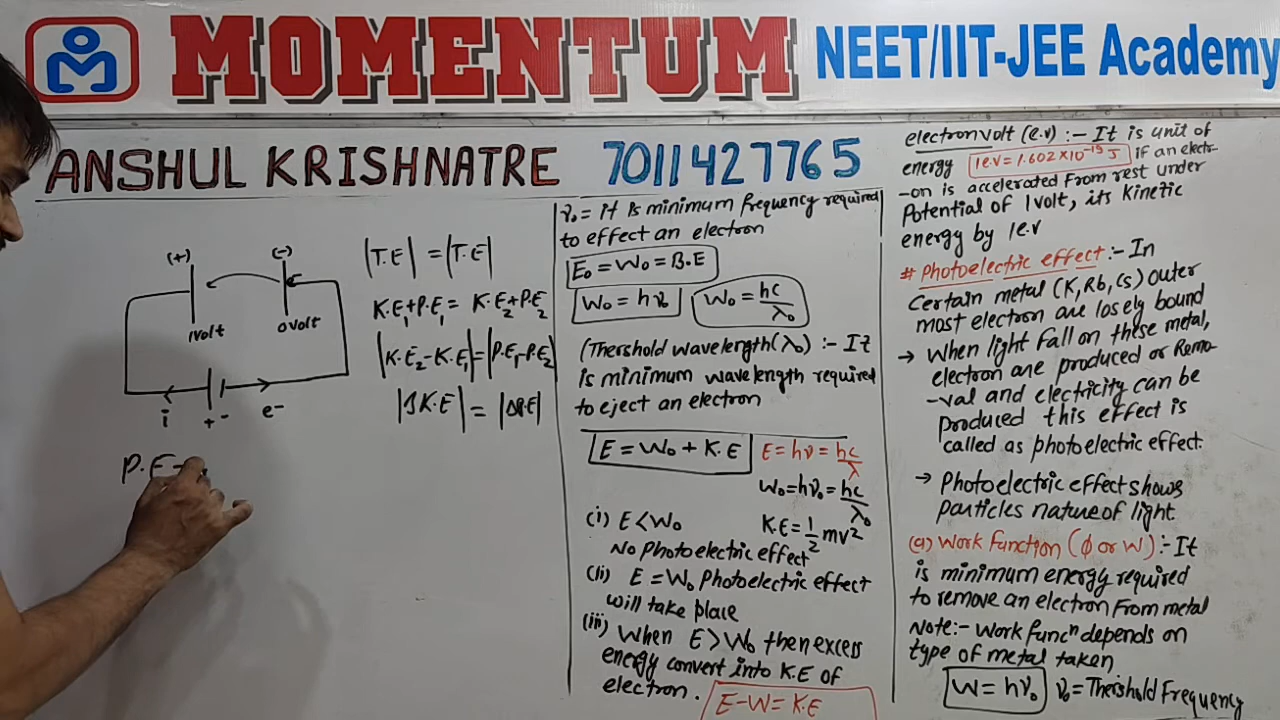 MOMENTUM NEET/IIT-JEE Academy
ANSHUL KRISHNATRE 7011427765
(+) (-)
1Volt 0Volt
i + - e-
P.E
|T.E| = |T.E|
K.E₁+P.E₁ = K.E₂+P.E₂
|K.E₂-K.E₁| = |P.E₁-P.E₂|
|ΔK.E| = |ΔP.E|
ν₀ = it is minimum frequency required
to effect an electron
E₀ = W₀ = B.E
W₀ = hν₀ W₀ = hc/λ₀
(Thershold wavelength(λ₀) :- It
is minimum wavelength required
to eject an electron
E = W₀ + K.E E = hν = hc/λ
W₀ = hν₀ = hc/λ₀
K.E = 1/2 mv²
(i) E < W₀
No photoelectric effect
(ii) E = W₀ Photoelectric effect
will take place
(iii) When E > W₀ then excess
energy convert into K.E of
electron. E-W = K.E
electronvolt (e.v) :- It is unit of
energy 1e.v = 1.602×10⁻¹⁹ J if an electr-
-on is accelerated from rest under
Potential of 1volt, its Kinetic
energy by 1e.v
# Photoelectric effect :- In
Certain metal (K, Rb, Cs) outer
most electron are losely bound
→ When light fall on these metal,
electron are produced or Remo-
-val and electricity can be
produced this effect is
called as photoelectric effect.
→ Photoelectric effect shows
particles nature of light
(a) Work function (ϕ or W) :- It
is minimum energy required
to remove an electron from metal
Note:- Work funcⁿ depends on
type of metal taken
W = hν₀ ν₀ = Thershold Frequency